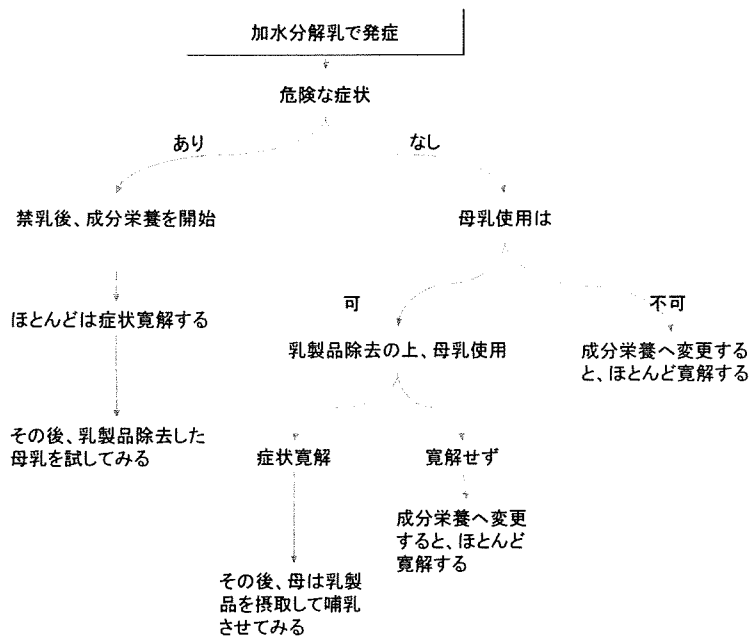 加水分解乳で発症
危険な症状
あり
なし
禁乳後、成分栄養を開始
母乳使用は
可
不可
ほとんどは症状寛解する
乳製品除去の上、母乳使用
成分栄養へ変更する
と、ほとんど寛解する
その後、乳製品除去した
母乳を試してみる
症状寛解
寛解せず
成分栄養へ変更
すると、ほとんど
寛解する
その後、母は乳製
品を摂取して哺乳
させてみる